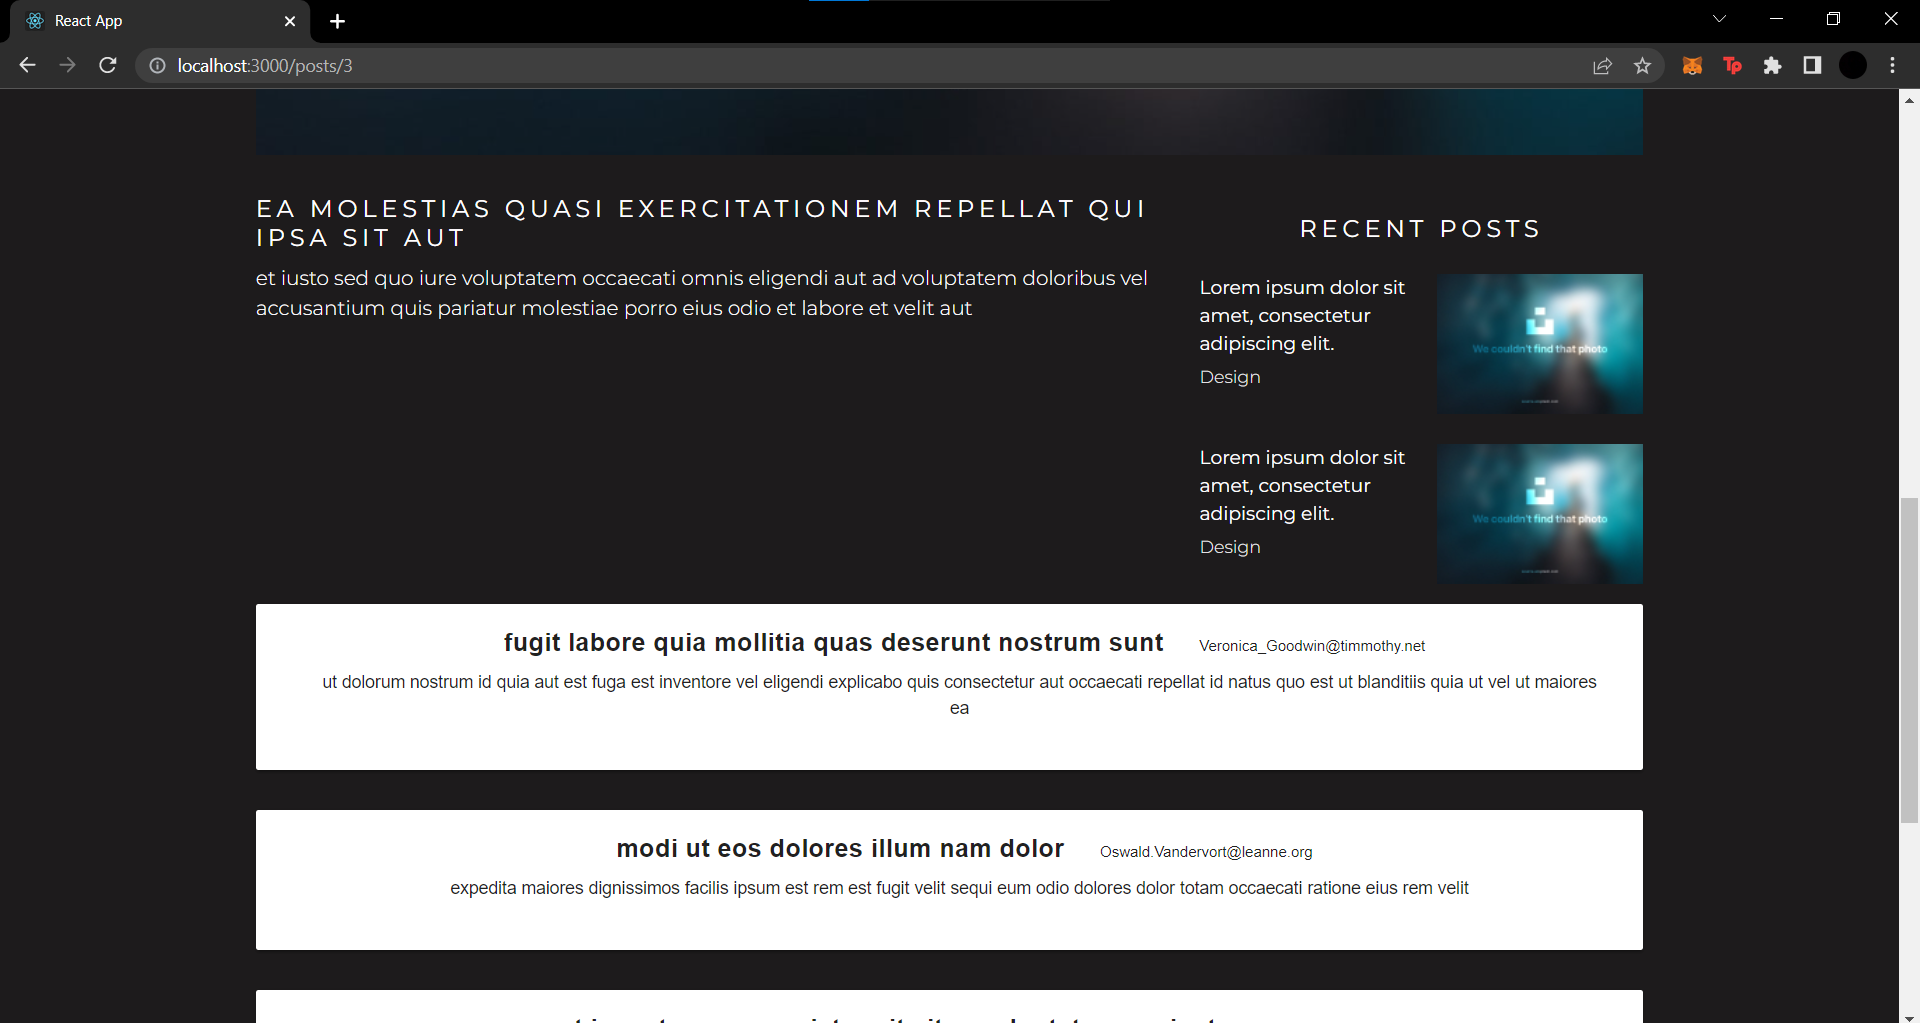 React App
localhost:3000/posts/3
Tp
EA MOLESTIAS QUASI EXERCITATIONEM REPELLAT QUI
IPSA SIT AUT
et iusto sed quo iure voluptatem occaecati omnis eligendi aut ad voluptatem doloribus vel
accusantium quis pariatur molestiae porro eius odio et labore et velit aut
RECENT POSTS
Lorem ipsum dolor sit
amet, consectetur
adipiscing elit.
Design
We couldn't find that photo
Lorem ipsum dolor sit
amet, consectetur
adipiscing elit.
Design
We couldn't find that photo
fugit labore quia mollitia quas deserunt nostrum sunt Veronica_Goodwin@timmothy.net
ut dolorum nostrum id quia aut est fuga est inventore vel eligendi explicabo quis consectetur aut occaecati repellat id natus quo est ut blanditiis quia ut vel ut maiores
ea
modi ut eos dolores illum nam dolor Oswald.Vandervort@leanne.org
expedita maiores dignissimos facilis ipsum est rem est fugit velit sequi eum odio dolores dolor totam occaecati ratione eius rem velit